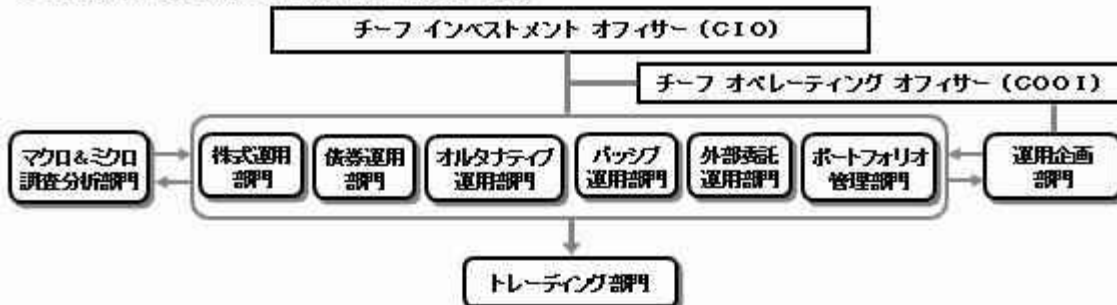 チーフ インベストメント オフィサー (CIO)
チーフ オペレーティング オフィサー (COOI)
マクロ＆ミクロ
調査分析部門
株式運用
部門
債券運用
部門
オルタナティブ
運用部門
パッシブ
運用部門
外部委託
運用部門
ポートフォリオ
管理部門
運用企画
部門
トレーディング部門